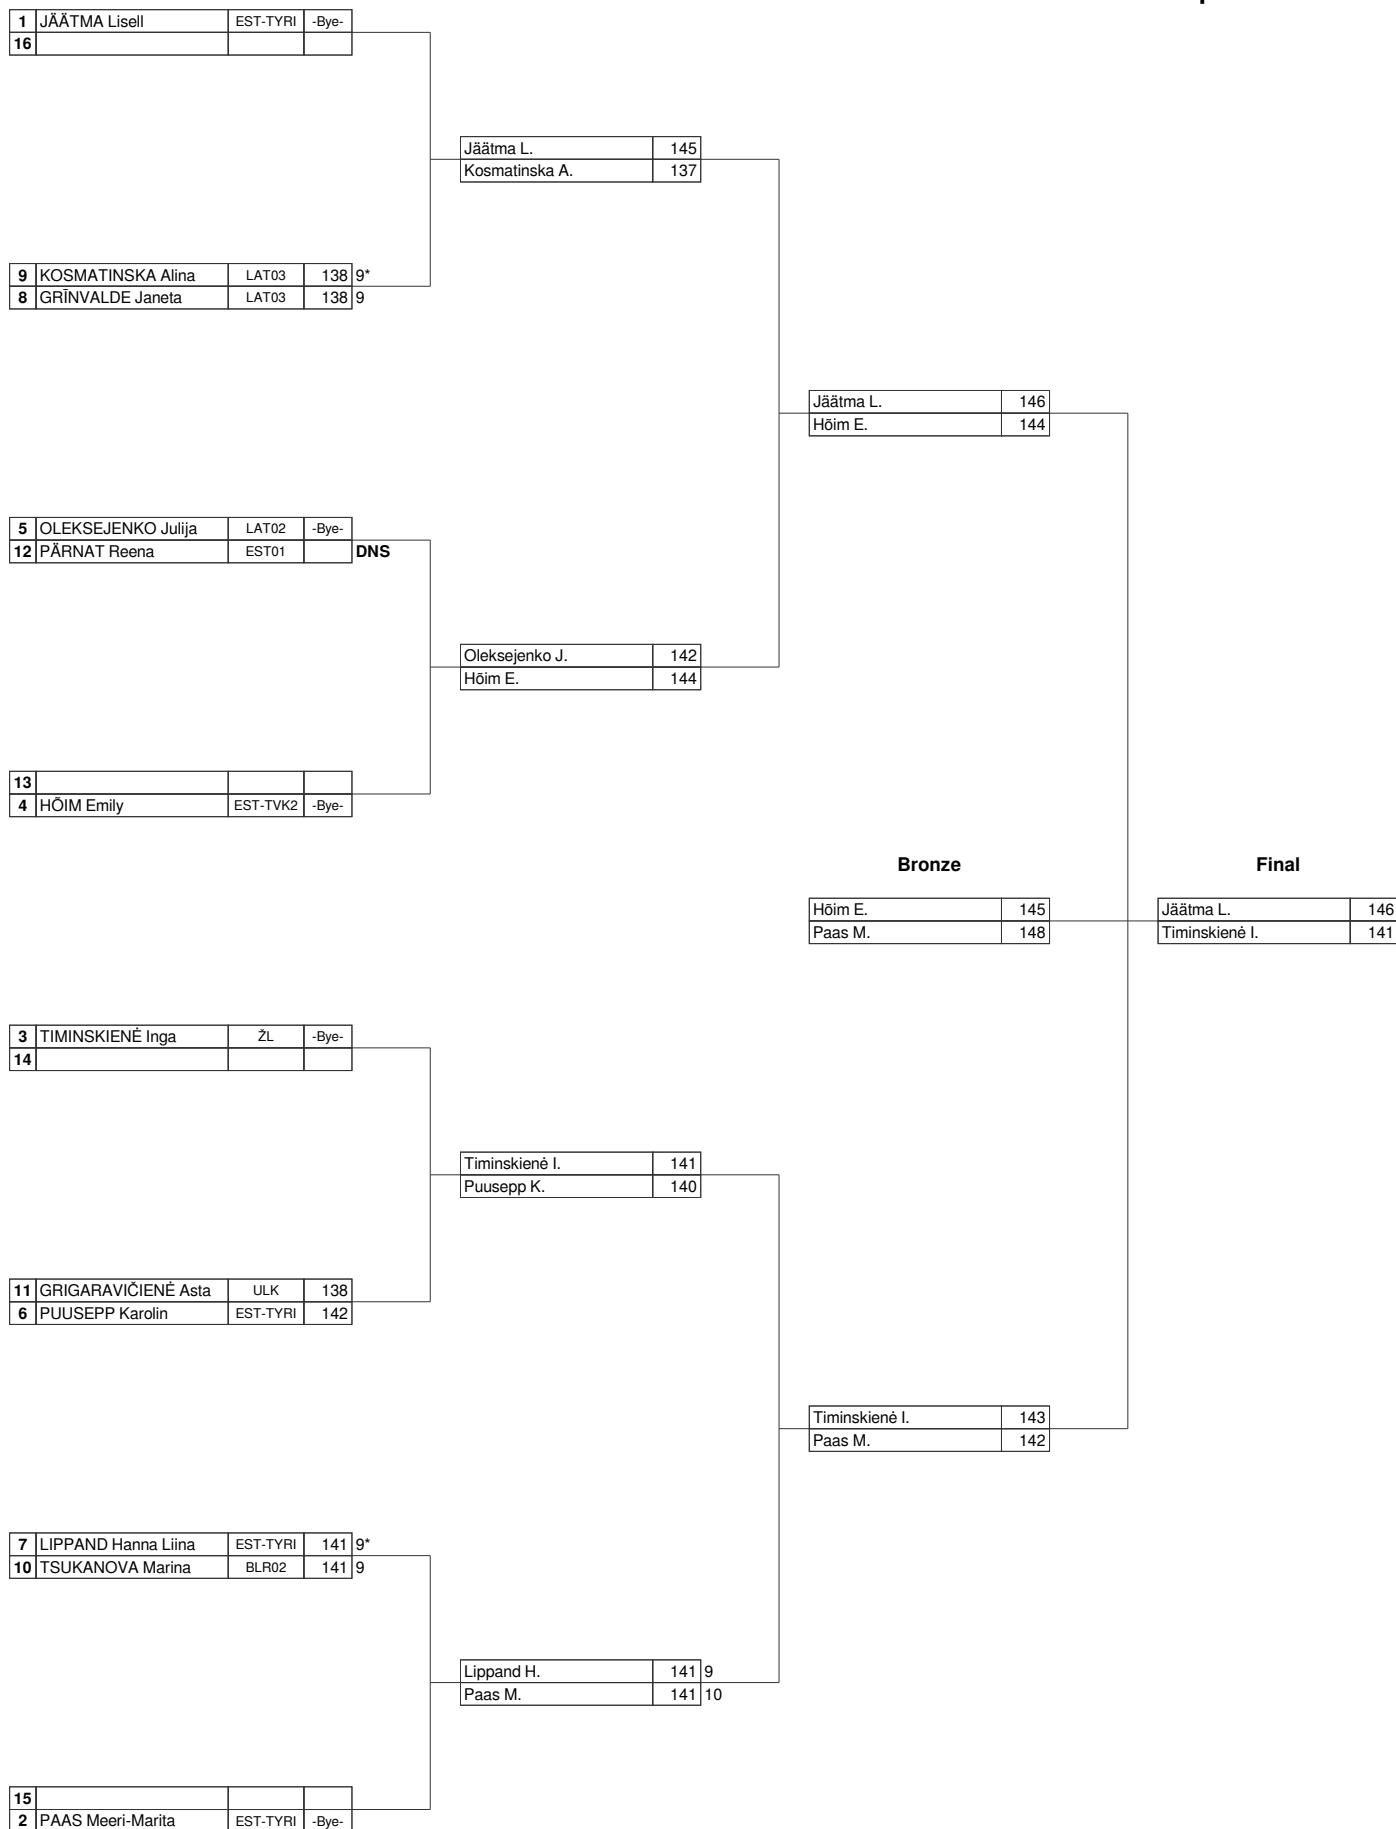 1 JÄÄTMA Lisell EST-TYRI -Bye-
16
Jäätma L. 145
Kosmatinska A. 137
9 KOSMATINSKA Alina LAT03 138 9*
8 GRĪNVALDE Janeta LAT03 138 9
Jäätma L. 146
Hõim E. 144
5 OLEKSEJENKO Julija LAT02 -Bye-
12 PÄRNAT Reena EST01 DNS
Oleksejenko J. 142
Hõim E. 144
13
4 HÕIM Emily EST-TVK2 -Bye-
Bronze Final
Hõim E. 145 Jäätma L. 146
Paas M. 148 Timinskienė I. 141
3 TIMINSKIENĖ Inga ŽL -Bye-
14
Timinskienė I. 141
Puusepp K. 140
11 GRIGARAVIČIENĖ Asta ULK 138
6 PUUSEPP Karolin EST-TYRI 142
Timinskienė I. 143
Paas M. 142
7 LIPPAND Hanna Liina EST-TYRI 141 9*
10 TSUKANOVA Marina BLR02 141 9
Lippand H. 141 9
Paas M. 141 10
15
2 PAAS Meeri-Marita EST-TYRI -Bye-